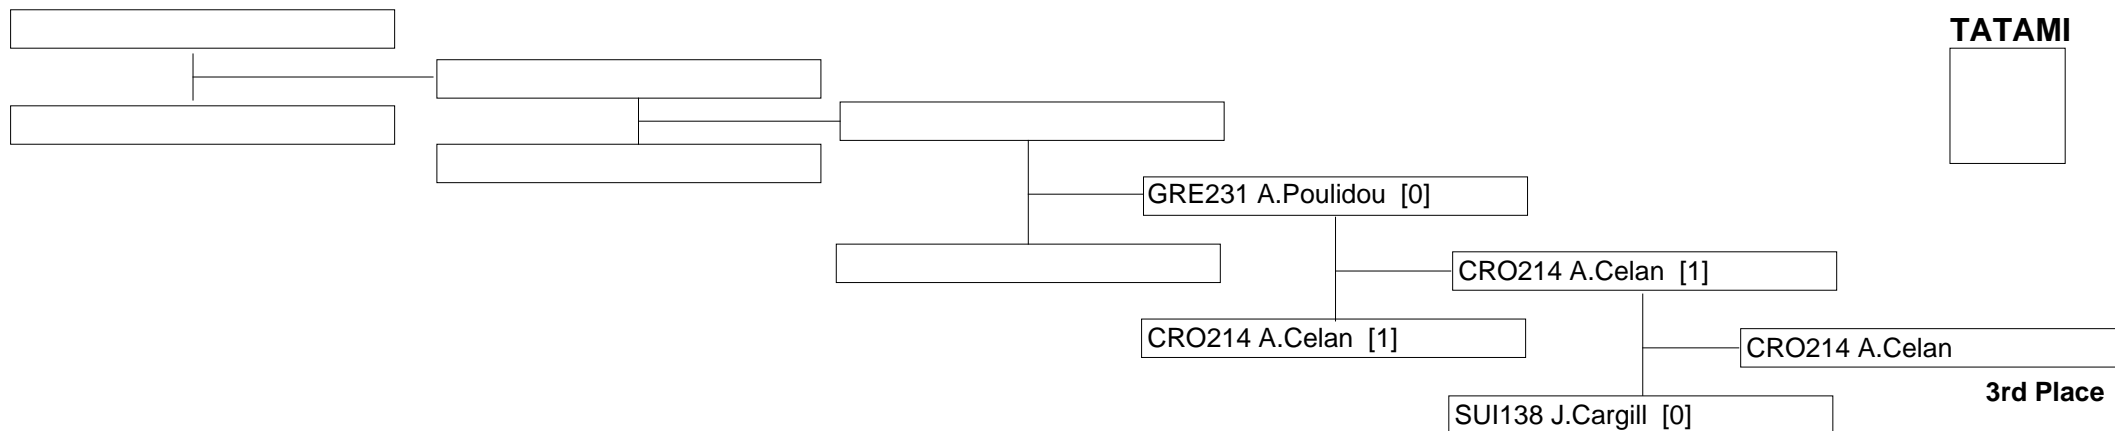 TATAMI
GRE231 A.Poulidou [0]
CRO214 A.Celan [1]
CRO214 A.Celan [1]
CRO214 A.Celan
3rd Place
SUI138 J.Cargill [0]